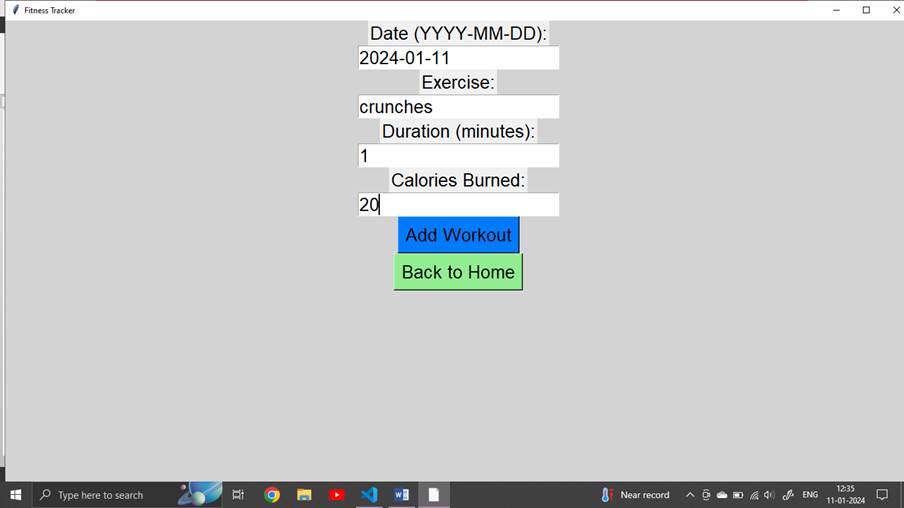 Fitness Tracker
Date (YYYY-MM-DD):
2024-01-11
Exercise:
crunches
Duration (minutes):
1
Calories Burned:
20
Add Workout
Back to Home
Type here to search
Near record
ENG
12:35
11-01-2024